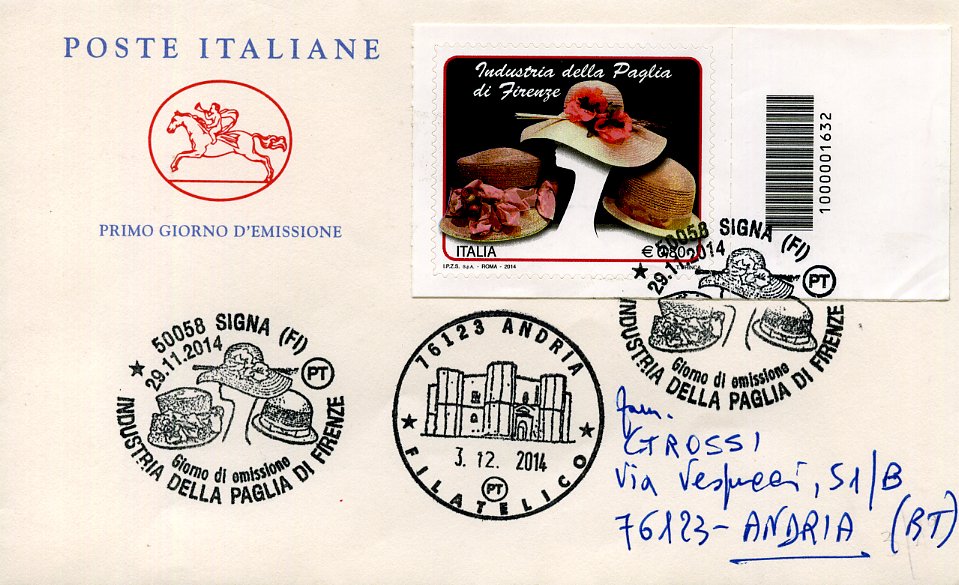 POSTE ITALIANE
PRIMO GIORNO D'EMISSIONE
Industria della Paglia
di Firenze
ITALIA
€ 0,80
I.P.Z.S. S.p.A. - ROMA - 2014
1000001632
50058 SIGNA (FI)
29.11.2014
PT
Giorno di emissione
INDUSTRIA DELLA PAGLIA DI FIRENZE
50058 SIGNA (FI)
29.11.2014
PT
Giorno di emissione
INDUSTRIA DELLA PAGLIA DI FIRENZE
76123 ANDRIA
3. 12. 2014
PT
FILATELICO
fam.
GROSSI
Via Vespucci, 51/B
76123 - ANDRIA (BT)